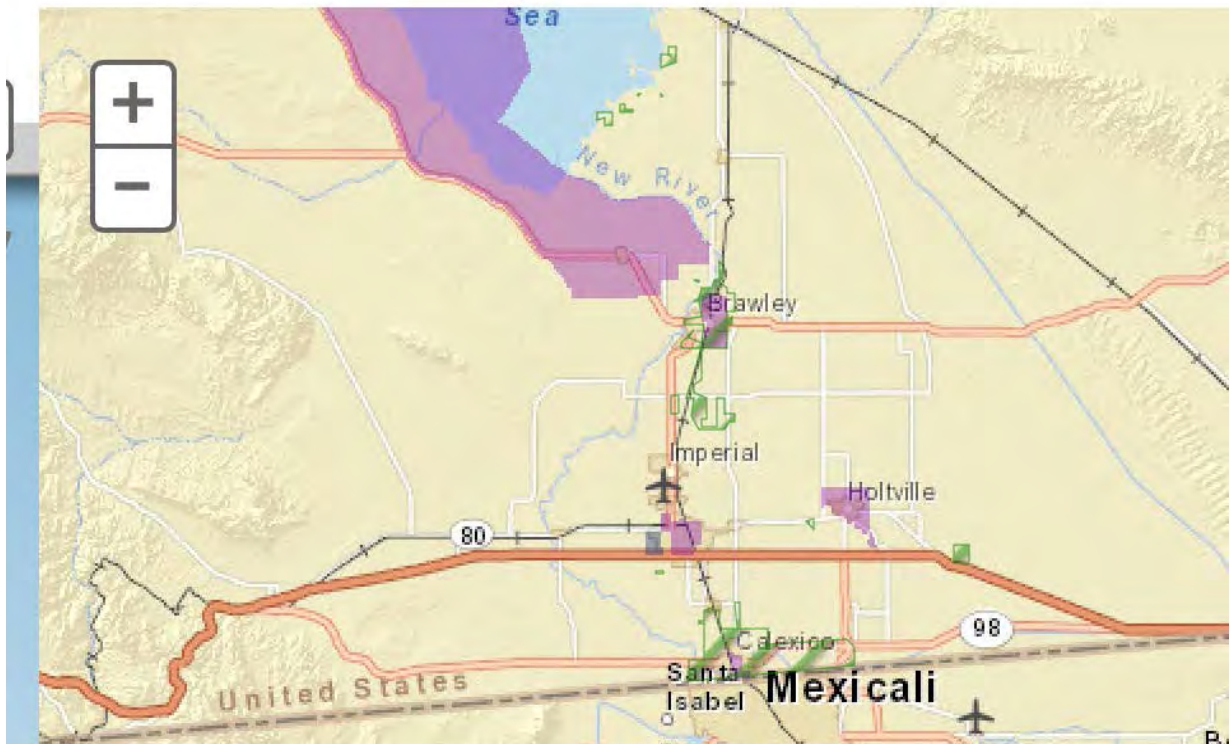 Sea
+
−
New River
Brawley
Imperial
Holtville
80
98
Calexico
Santa
Isabel
Mexicali
United States